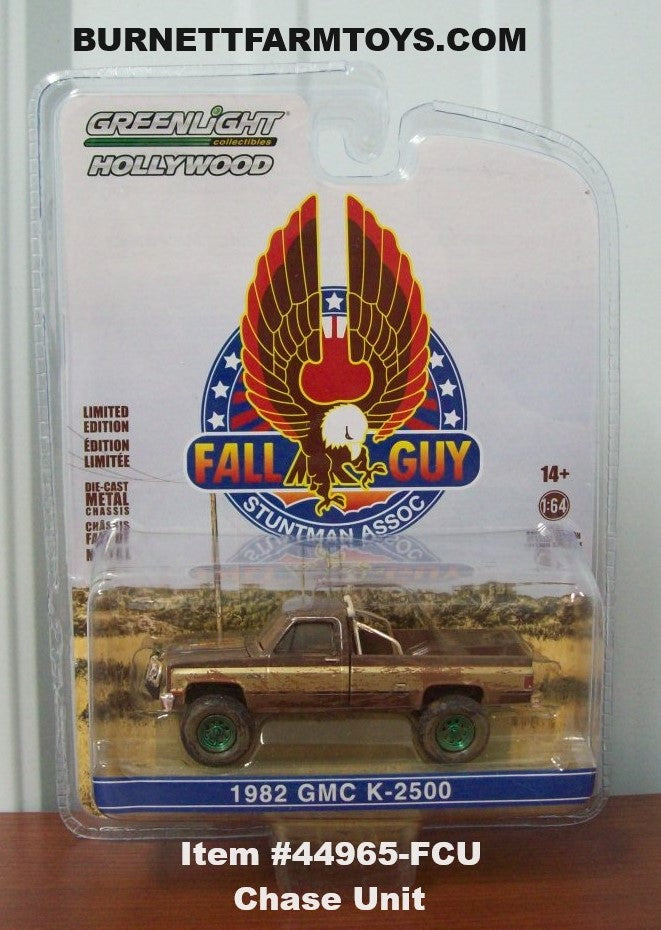 BURNETTFARMTOYS.COM
GREENLIGHT
collectibles
HOLLYWOOD
LIMITED
EDITION
ÉDITION
LIMITÉE
DIE-CAST
METAL
CHASSIS
CHÂSSIS
FALL GUY
STUNTMAN ASSOC
14+
1:64
1982 GMC K-2500
Item #44965-FCU
Chase Unit